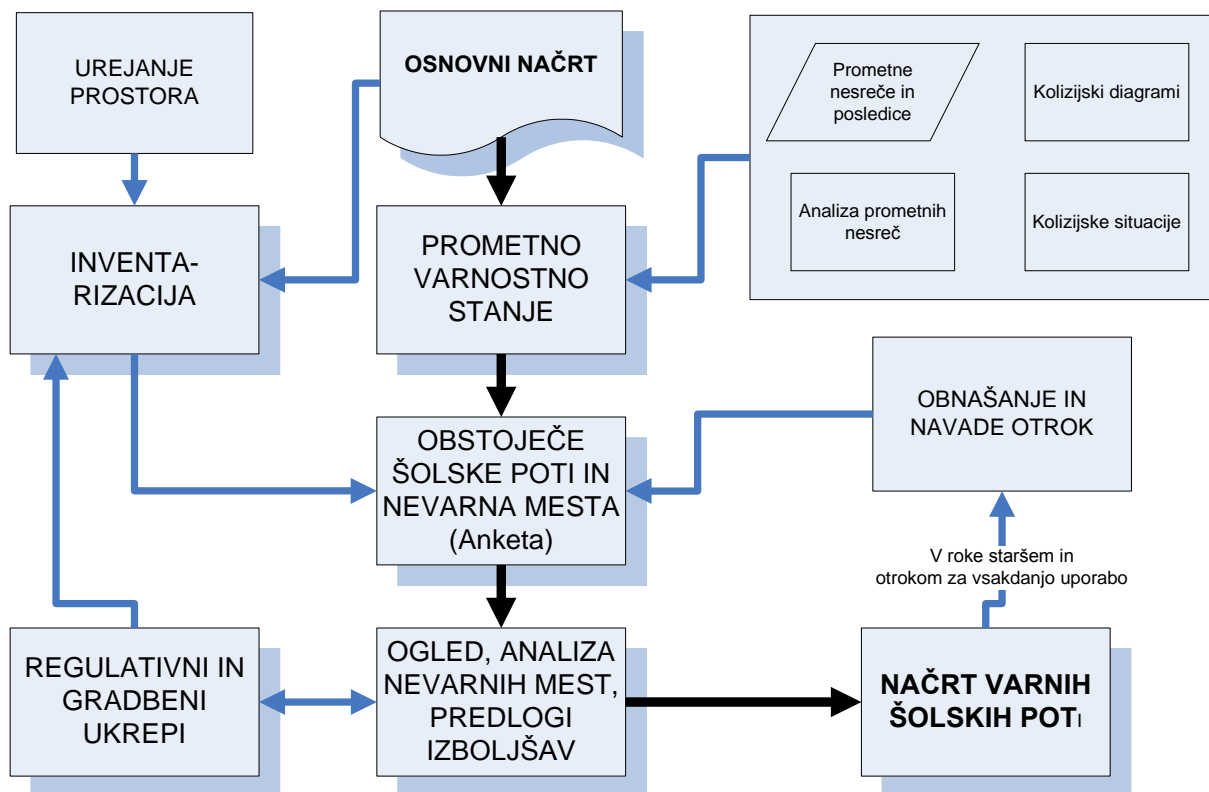 UREJANJE
PROSTORA
OSNOVNI NAČRT
Prometne
nesreče in
posledice
Kolizijski diagrami
Analiza prometnih
nesreč
Kolizijske situacije
INVENTA-
RIZACIJA
PROMETNO
VARNOSTNO
STANJE
OBSTOJEČE
ŠOLSKE POTI IN
NEVARNA MESTA
(Anketa)
OBNAŠANJE IN
NAVADE OTROK
V roke staršem in
otrokom za vsakdanjo uporabo
REGULATIVNI IN
GRADBENI
UKREPI
OGLED, ANALIZA
NEVARNIH MEST,
PREDLOGI
IZBOLJŠAV
NAČRT VARNIH
ŠOLSKIH POTI